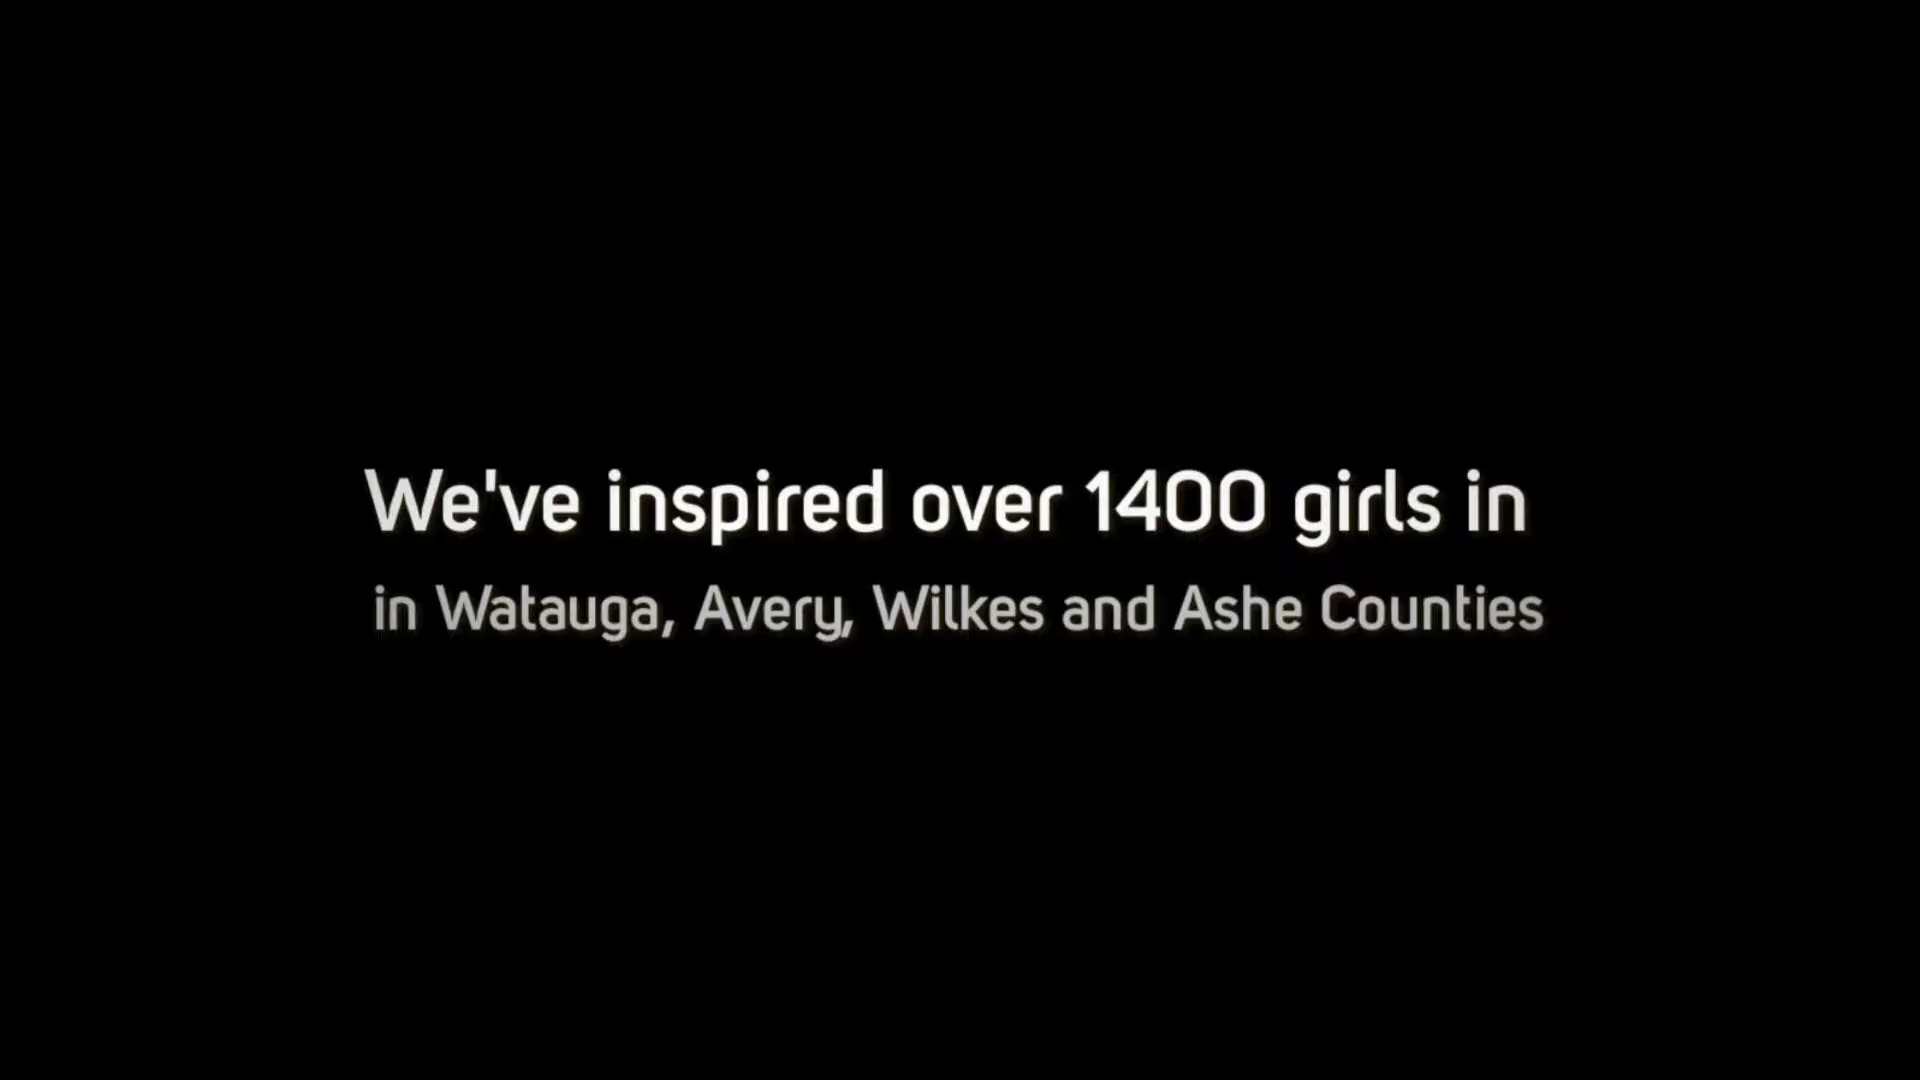 We've inspired over 1400 girls in
in Watauga, Avery, Wilkes and Ashe Counties